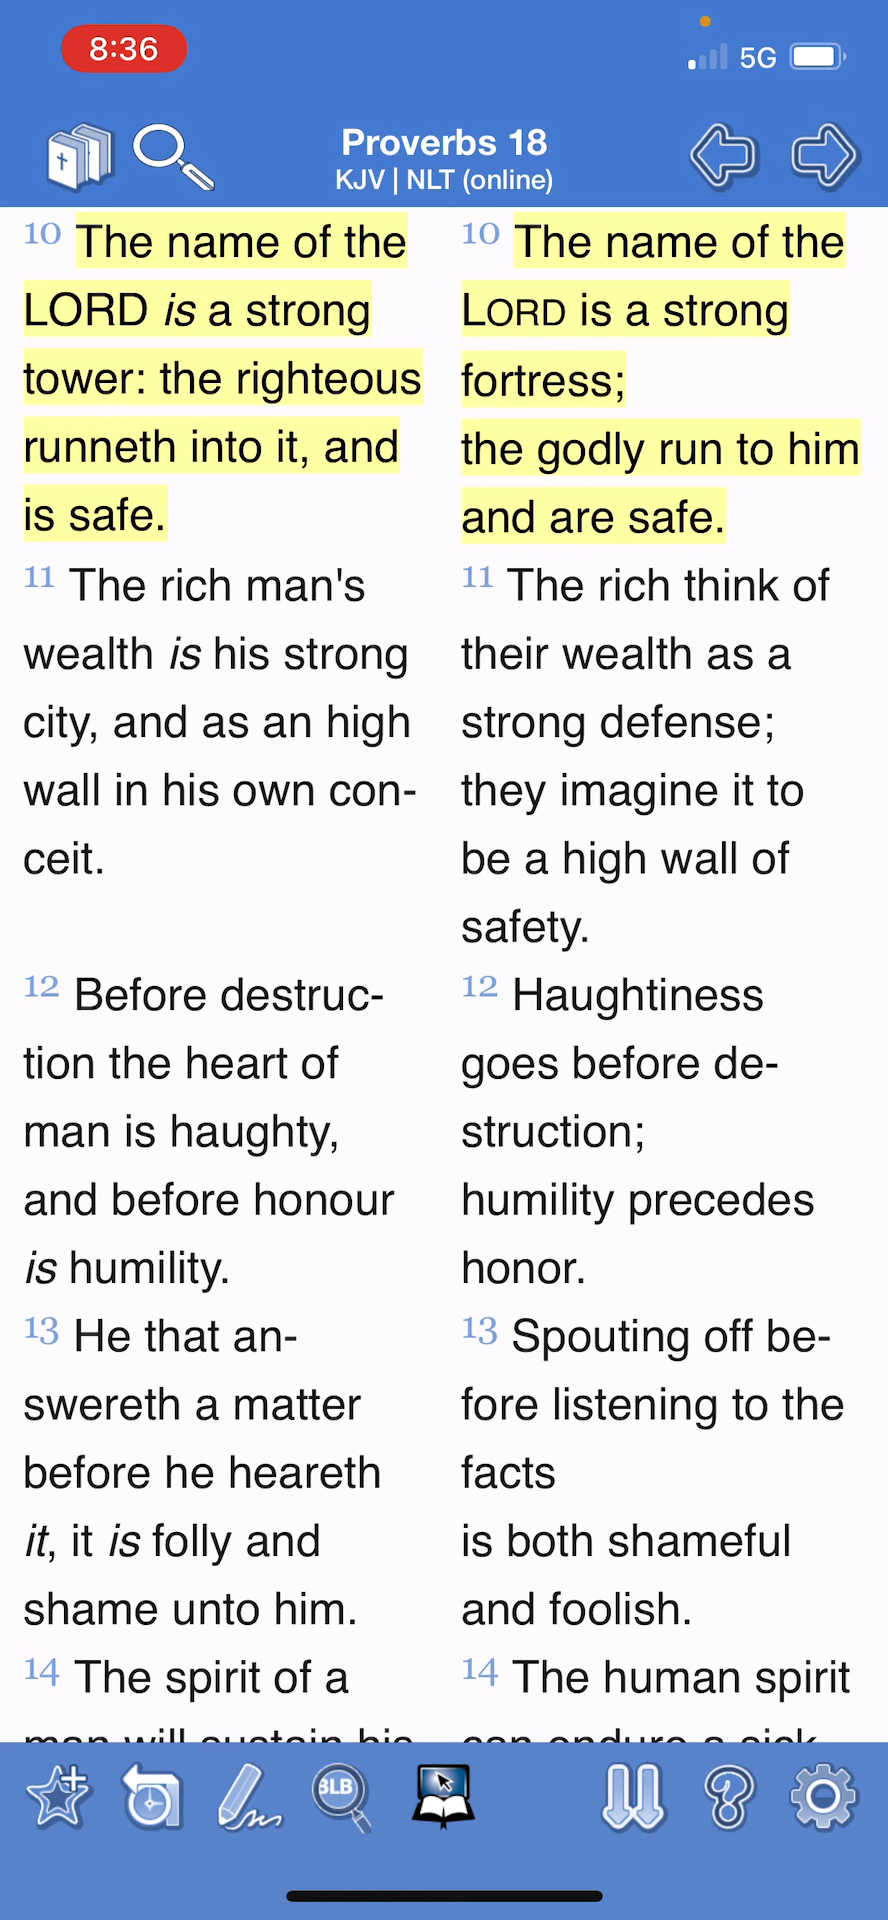 8:36
5G
Proverbs 18
KJV | NLT (online)
10 The name of the
LORD is a strong
tower: the righteous
runneth into it, and
is safe.
11 The rich man's
wealth is his strong
city, and as an high
wall in his own con-
ceit.
12 Before destruc-
tion the heart of
man is haughty,
and before honour
is humility.
13 He that an-
swereth a matter
before he heareth
it, it is folly and
shame unto him.
14 The spirit of a
man will sustain his
10 The name of the
LORD is a strong
fortress;
the godly run to him
and are safe.
11 The rich think of
their wealth as a
strong defense;
they imagine it to
be a high wall of
safety.
12 Haughtiness
goes before de-
struction;
humility precedes
honor.
13 Spouting off be-
fore listening to the
facts
is both shameful
and foolish.
14 The human spirit
can endure a sick
BLB